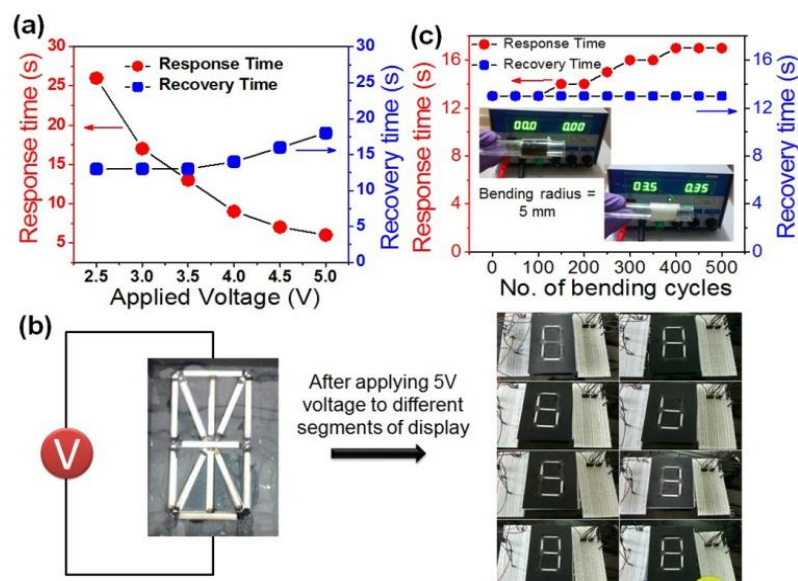 (a)
Response time (s)
30
25
20
15
10
5
Response Time
Recovery Time
30
25
20
15
10
5
0
Recovery time (s)
2.5 3.0 3.5 4.0 4.5 5.0
Applied Voltage (V)
(c)
Response time (s)
16
12
8
4
0
Response Time
Recovery Time
00.0 0.00
03.5 0.35
Bending radius =
5 mm
16
12
8
4
0
Recovery time (s)
0 100 200 300 400 500
No. of bending cycles
(b)
V
After applying 5V
voltage to different
segments of display